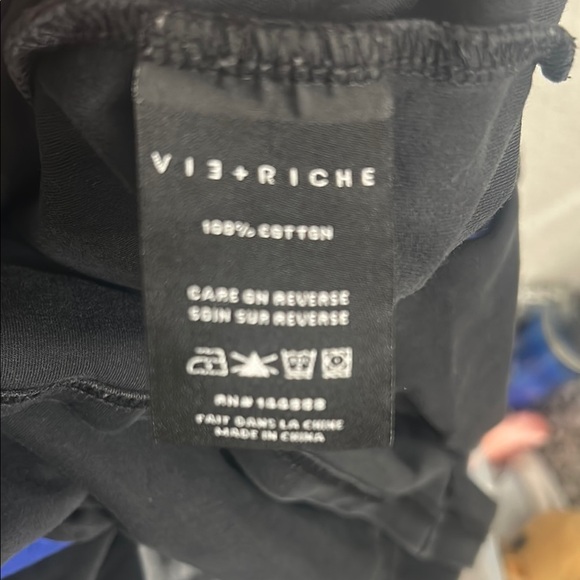 VIE+RICHE
100% COTTON
CARE ON REVERSE
SOIN SUR REVERSE
RN#
FAIT DANS LA CHINE
MADE IN CHINA